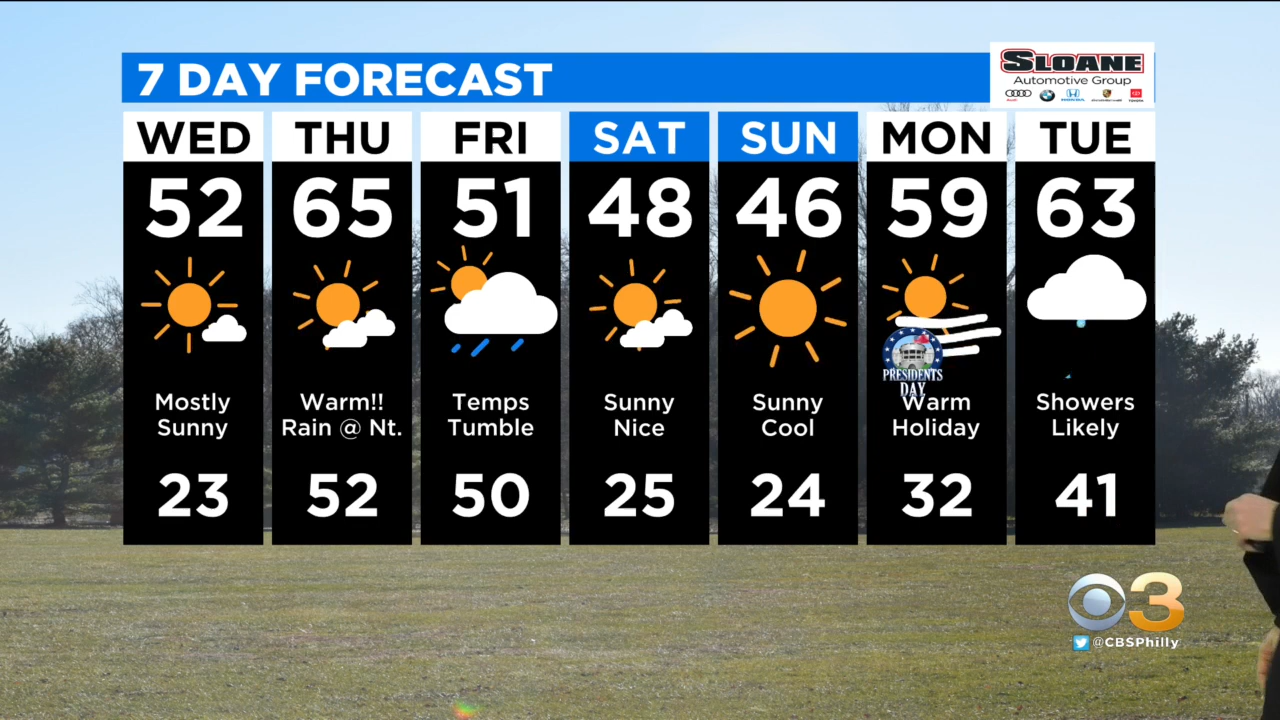 7 DAY FORECAST
SLOANE
Automotive Group
WED
THU
FRI
SAT
SUN
MON
TUE
52
65
51
48
46
59
63
PRESIDENTS
DAY
Mostly
Sunny
Warm!!
Rain @ Nt.
Temps
Tumble
Sunny
Nice
Sunny
Cool
Warm
Holiday
Showers
Likely
23
52
50
25
24
32
41
3
@CBSPhilly